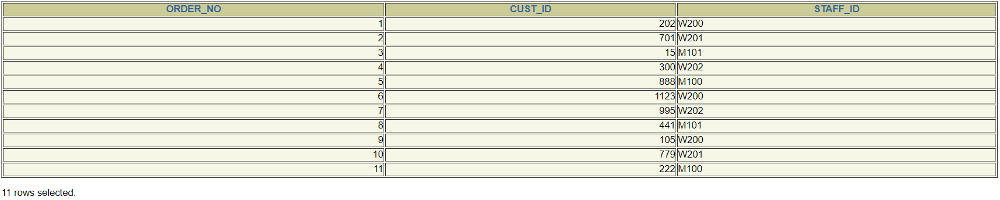 ORDER_NO CUST_ID STAFF_ID
1 202 W200
2 701 W201
3 15 M101
4 300 W202
5 888 M100
6 1123 W200
7 995 W202
8 441 M101
9 105 W200
10 779 W201
11 222 M100
11 rows selected.